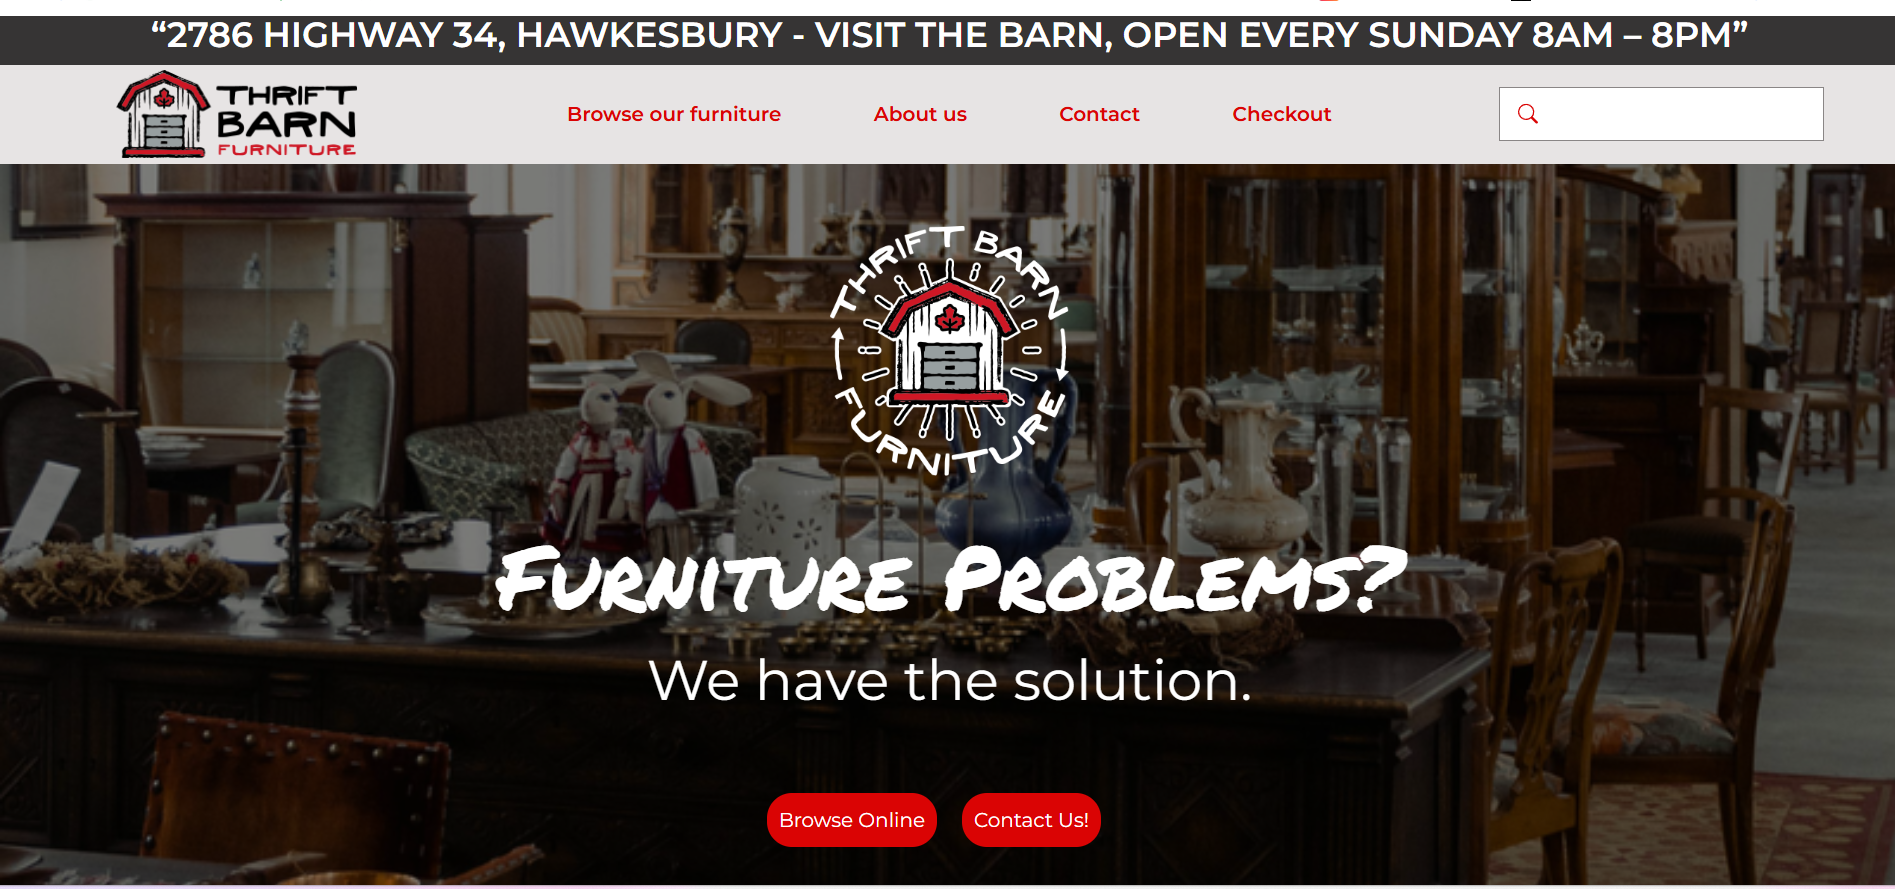 “2786 HIGHWAY 34, HAWKESBURY - VISIT THE BARN, OPEN EVERY SUNDAY 8AM – 8PM”
THRIFT
BARN
FURNITURE
Browse our furniture
About us
Contact
Checkout
THRIFT BARN
FURNITURE
FURNITURE PROBLEMS?
We have the solution.
Browse Online
Contact Us!